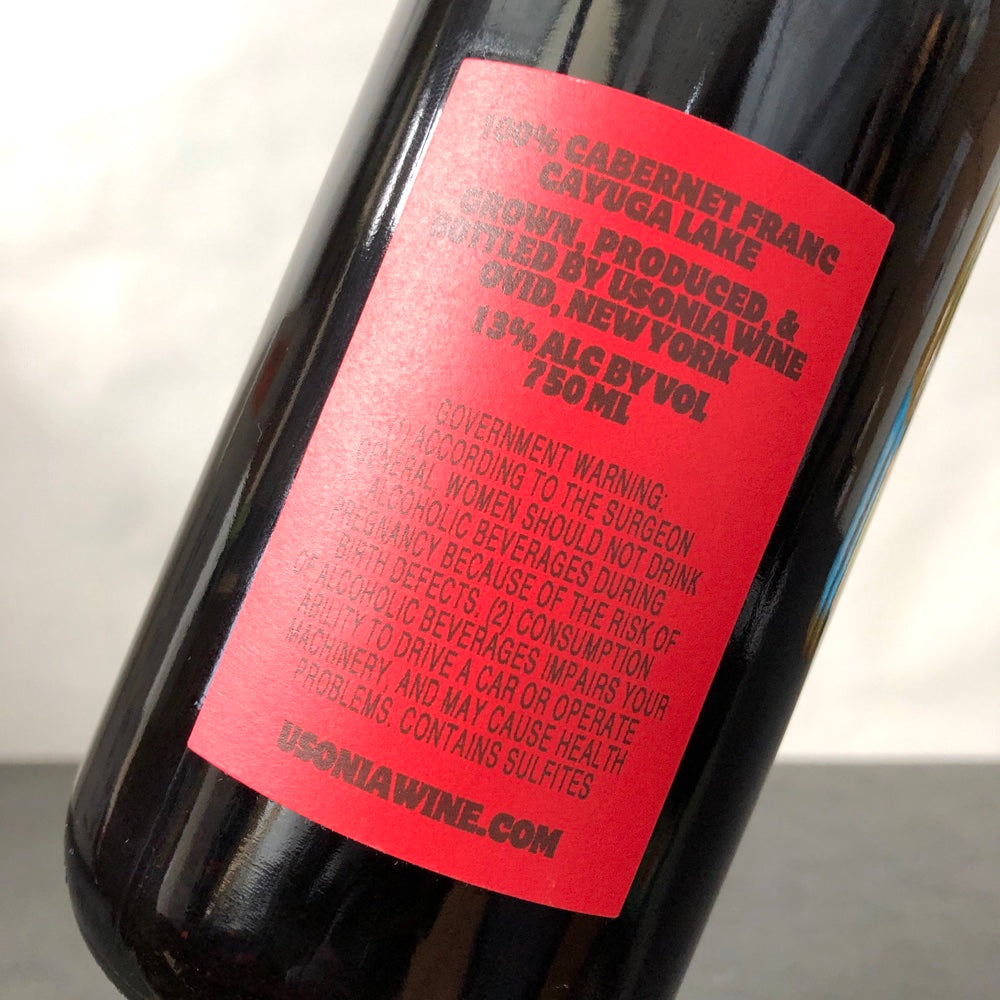 100% CABERNET FRANC
CAYUGA LAKE
GROWN, PRODUCED, &
BOTTLED BY USONIA WINE
OVID, NEW YORK
13% ALC BY VOL
750 ML
GOVERNMENT WARNING:
(1) ACCORDING TO THE SURGEON
GENERAL, WOMEN SHOULD NOT DRINK
ALCOHOLIC BEVERAGES DURING
PREGNANCY BECAUSE OF THE RISK OF
BIRTH DEFECTS. (2) CONSUMPTION
OF ALCOHOLIC BEVERAGES IMPAIRS YOUR
ABILITY TO DRIVE A CAR OR OPERATE
MACHINERY, AND MAY CAUSE HEALTH
PROBLEMS. CONTAINS SULFITES
USONIAWINE.COM